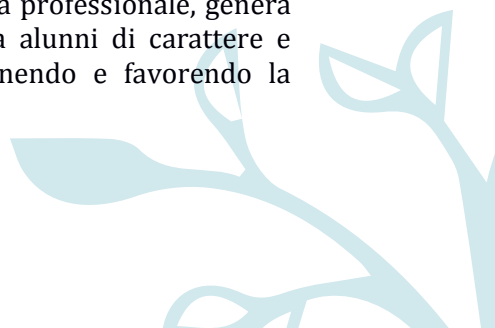 a professionale, genera
a alunni di carattere e
nendo e favorendo la